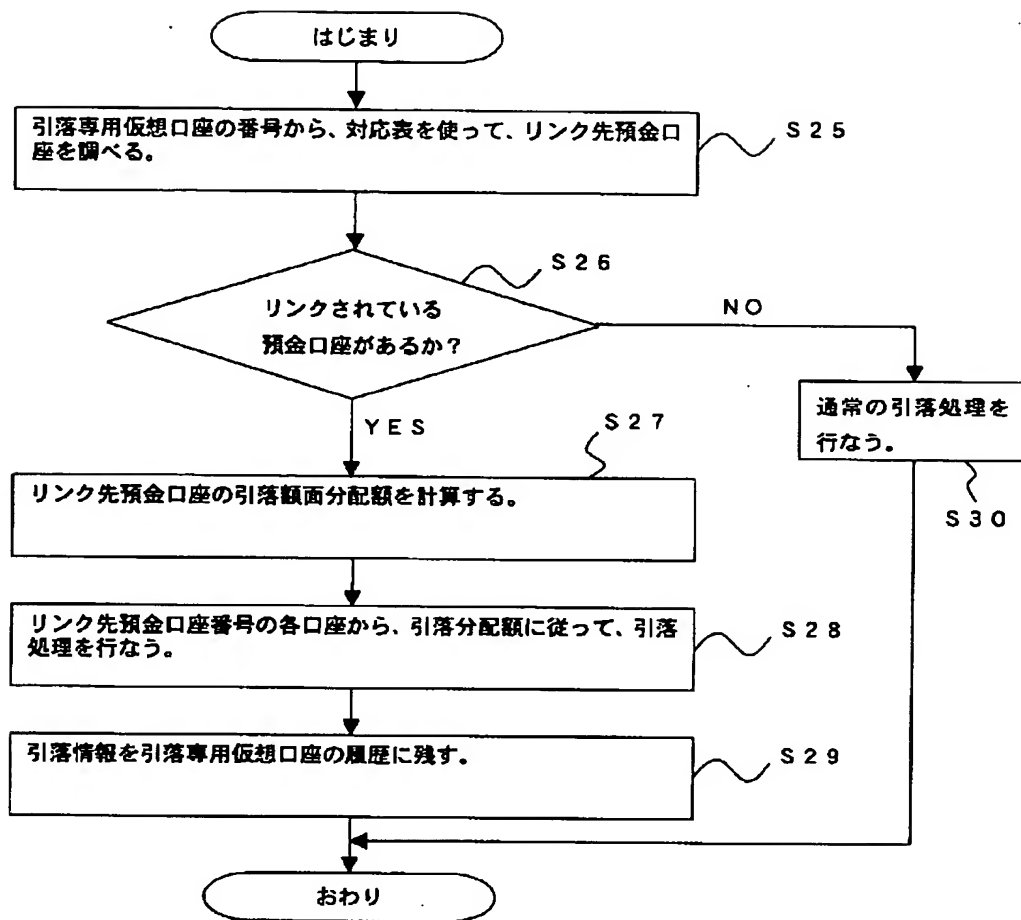 はじまり
引落専用仮想口座の番号から、対応表を使って、リンク先預金口
座を調べる。
S25
S26
リンクされている
預金口座があるか?
NO
YES
通常の引落処理を
行なう。
S30
S27
リンク先預金口座の引落額面分配額を計算する。
リンク先預金口座番号の各口座から、引落分配額に従って、引落
処理を行なう。
S28
引落情報を引落専用仮想口座の履歴に残す。
S29
おわり